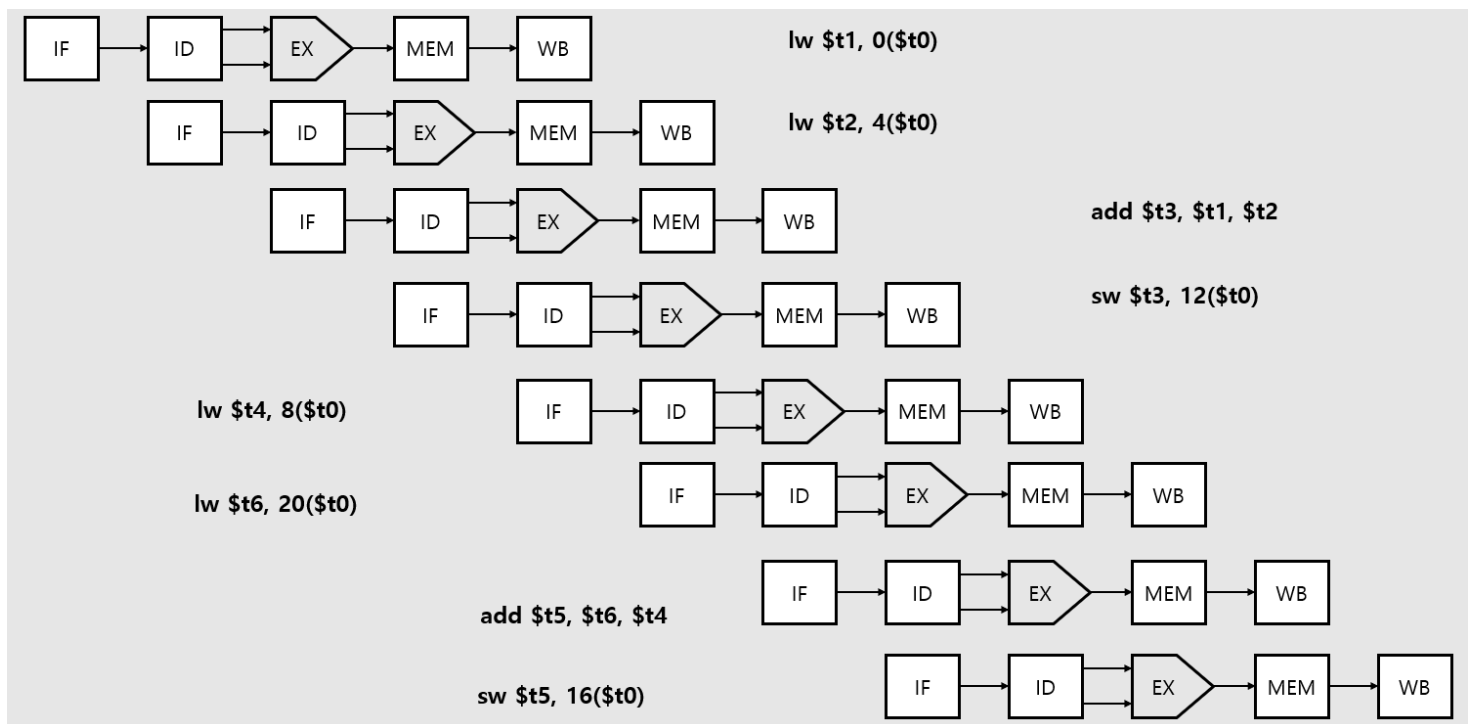 IF ID EX MEM WB lw $t1, 0($t0)
IF ID EX MEM WB lw $t2, 4($t0)
IF ID EX MEM WB add $t3, $t1, $t2
IF ID EX MEM WB sw $t3, 12($t0)
lw $t4, 8($t0) IF ID EX MEM WB
lw $t6, 20($t0) IF ID EX MEM WB
add $t5, $t6, $t4 IF ID EX MEM WB
sw $t5, 16($t0) IF ID EX MEM WB